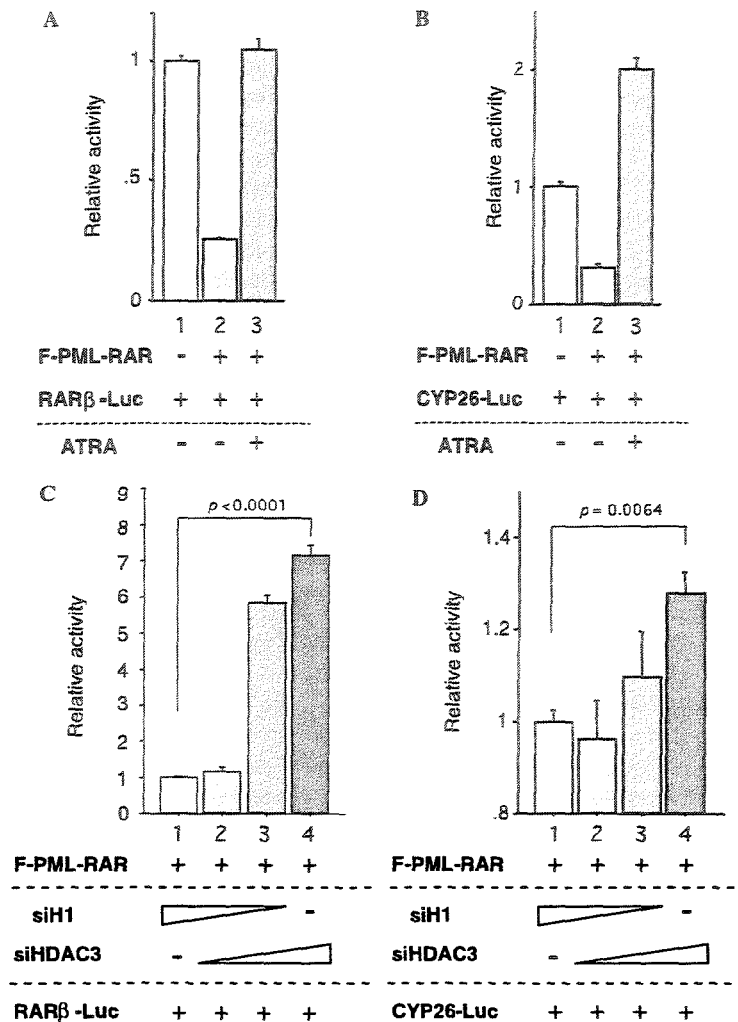 A
Relative activity
1
.5
0
1 2 3
F-PML-RAR - + +
RARβ-Luc + + +
ATRA - - +
B
Relative activity
2
1
0
1 2 3
F-PML-RAR - + +
CYP26-Luc + + +
ATRA - - +
C
Relative activity
9
8
7
6
5
4
3
2
1
0
p<0.0001
1 2 3 4
F-PML-RAR + + + +
siH1 -
siHDAC3 -
RARβ-Luc + + + +
D
Relative activity
1.4
1.2
1
.8
p=0.0064
1 2 3 4
F-PML-RAR + + + +
siH1 -
siHDAC3 -
CYP26-Luc + + + +